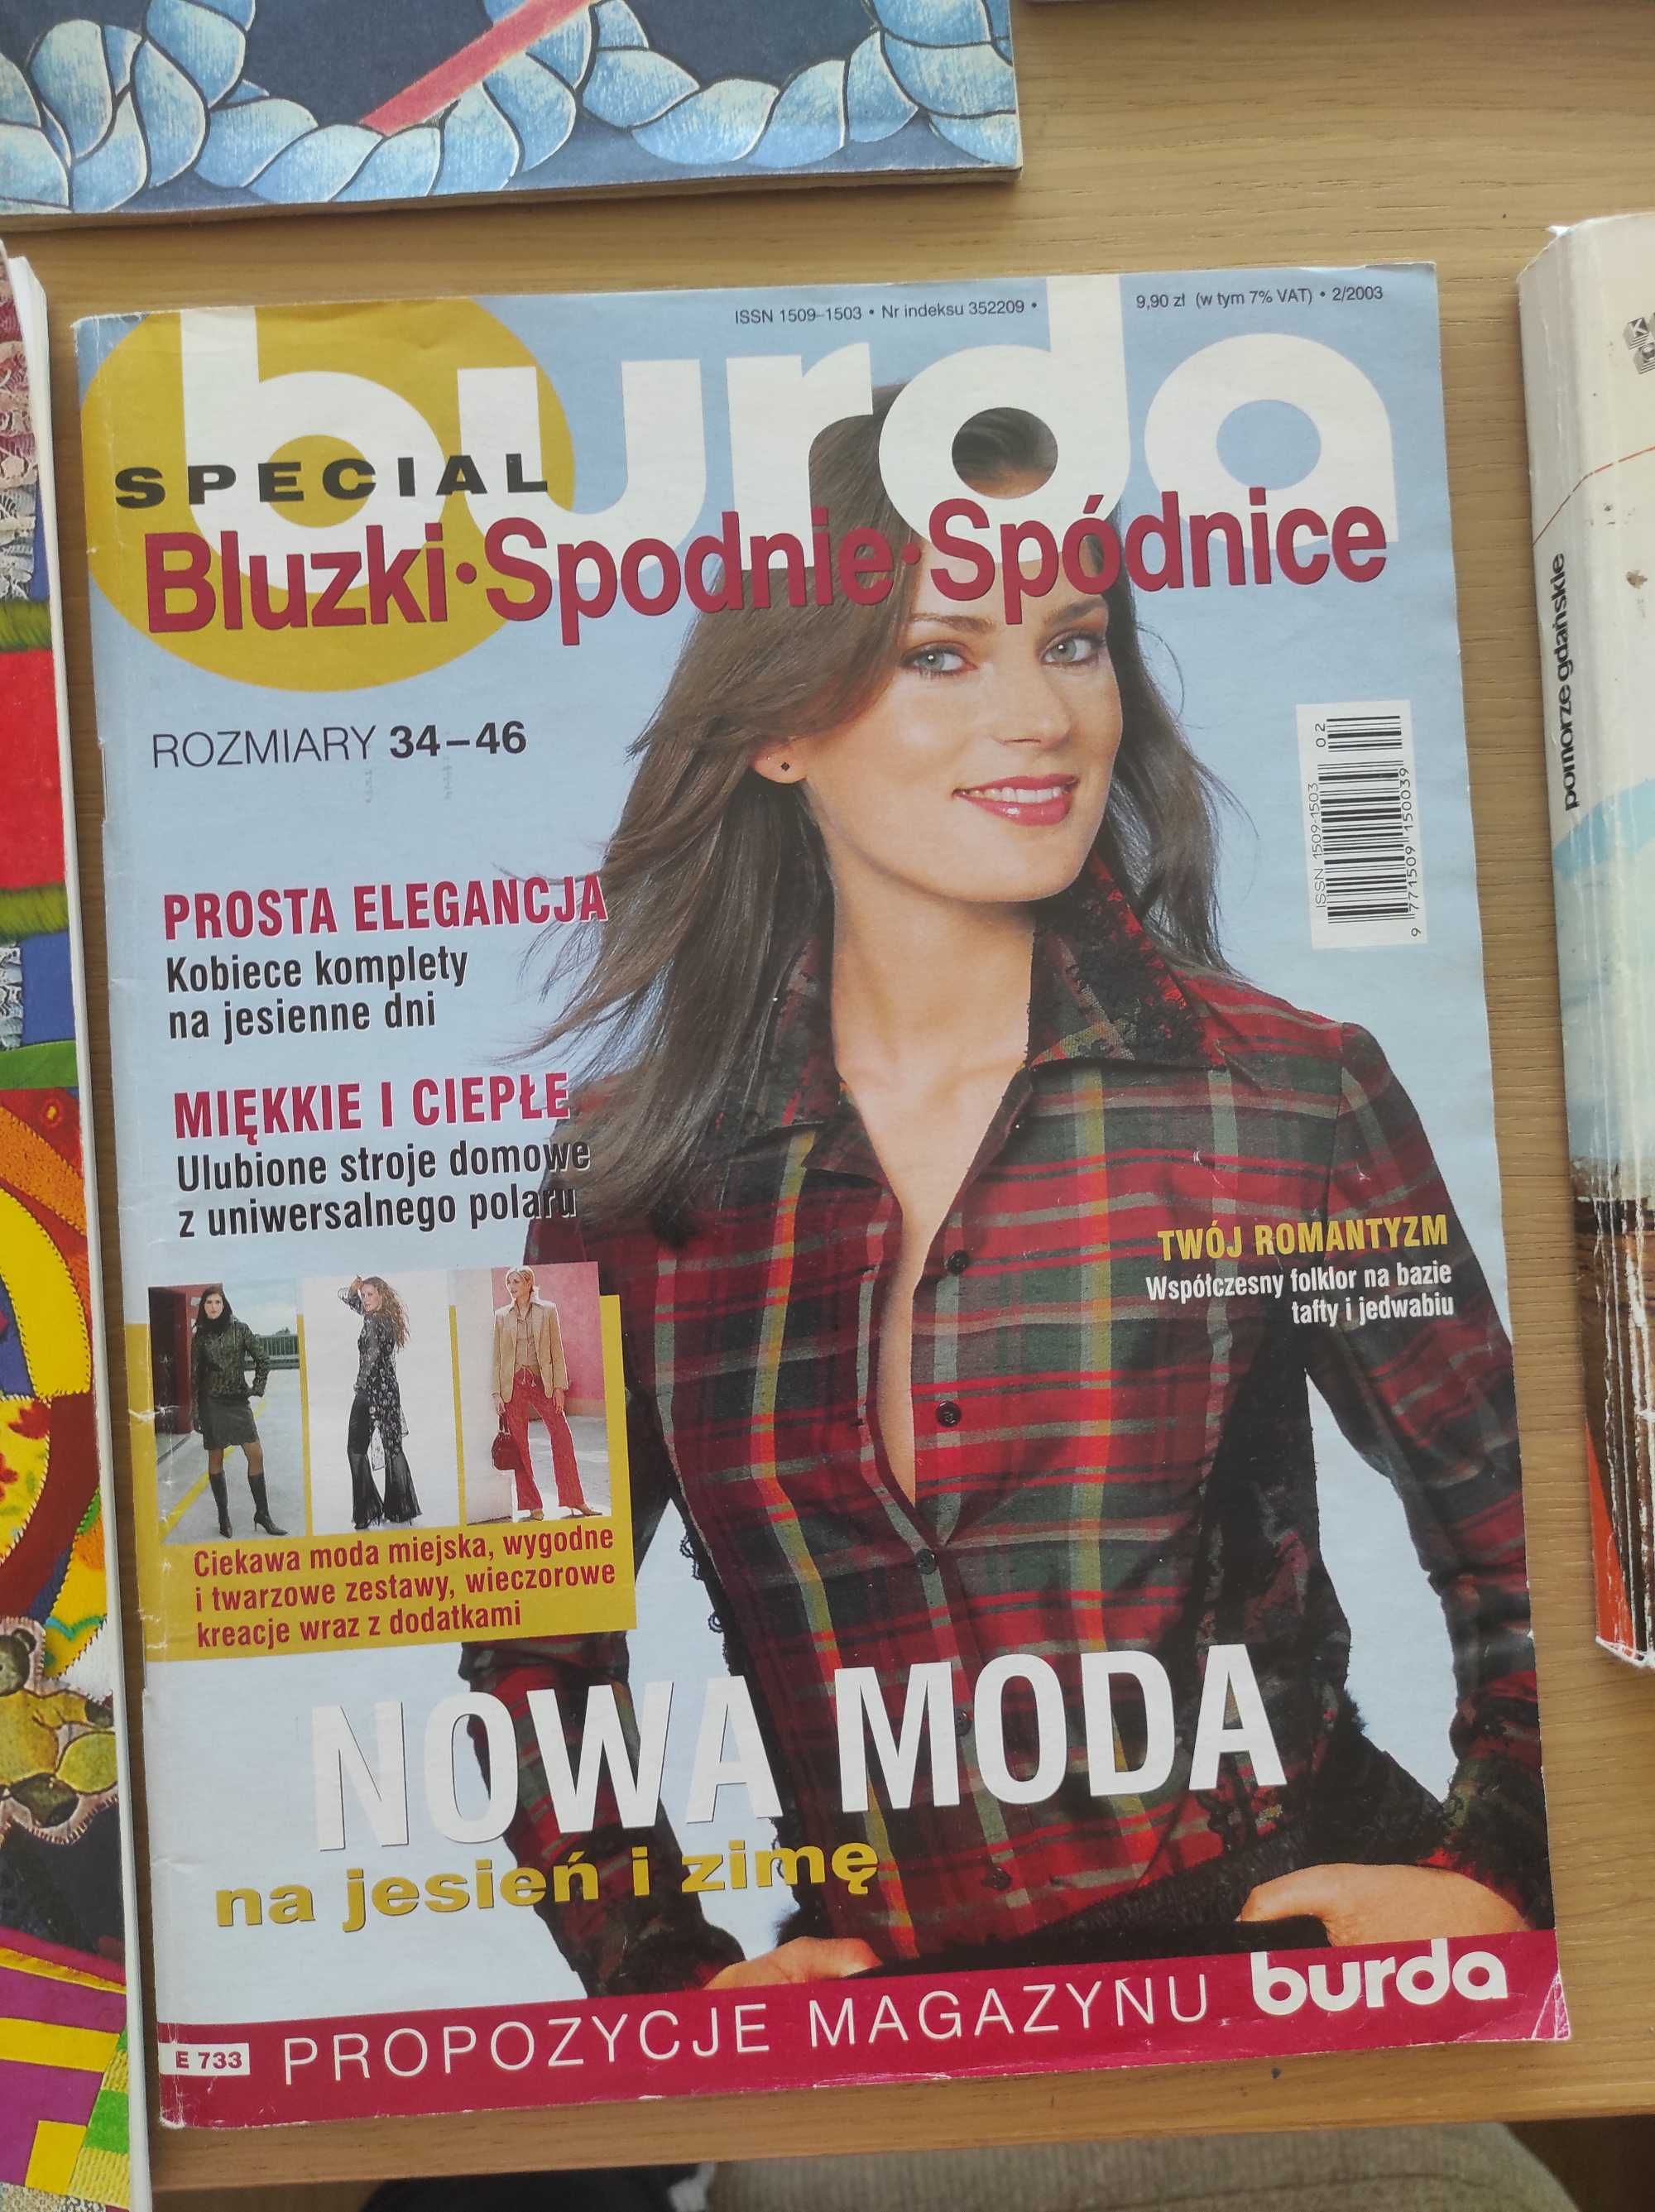 ISSN 1509-1503 • Nr indeksu 352209 •
9,90 zł (w tym 7% VAT) • 2/2003
burda
SPECIAL
Bluzki·Spodnie·Spódnice
ROZMIARY 34-46
ISSN 1509-1503
02
9 771509 150039
PROSTA ELEGANCJA
Kobiece komplety
na jesienne dni
MIĘKKIE I CIEPŁE
Ulubione stroje domowe
z uniwersalnego polaru
TWÓJ ROMANTYZM
Współczesny folklor na bazie
tafty i jedwabiu
Ciekawa moda miejska, wygodne
i twarzowe zestawy, wieczorowe
kreacje wraz z dodatkami
NOWA MODA
na jesień i zimę
E 733
PROPOZYCJE MAGAZYNU burda
pomorze gdańskie